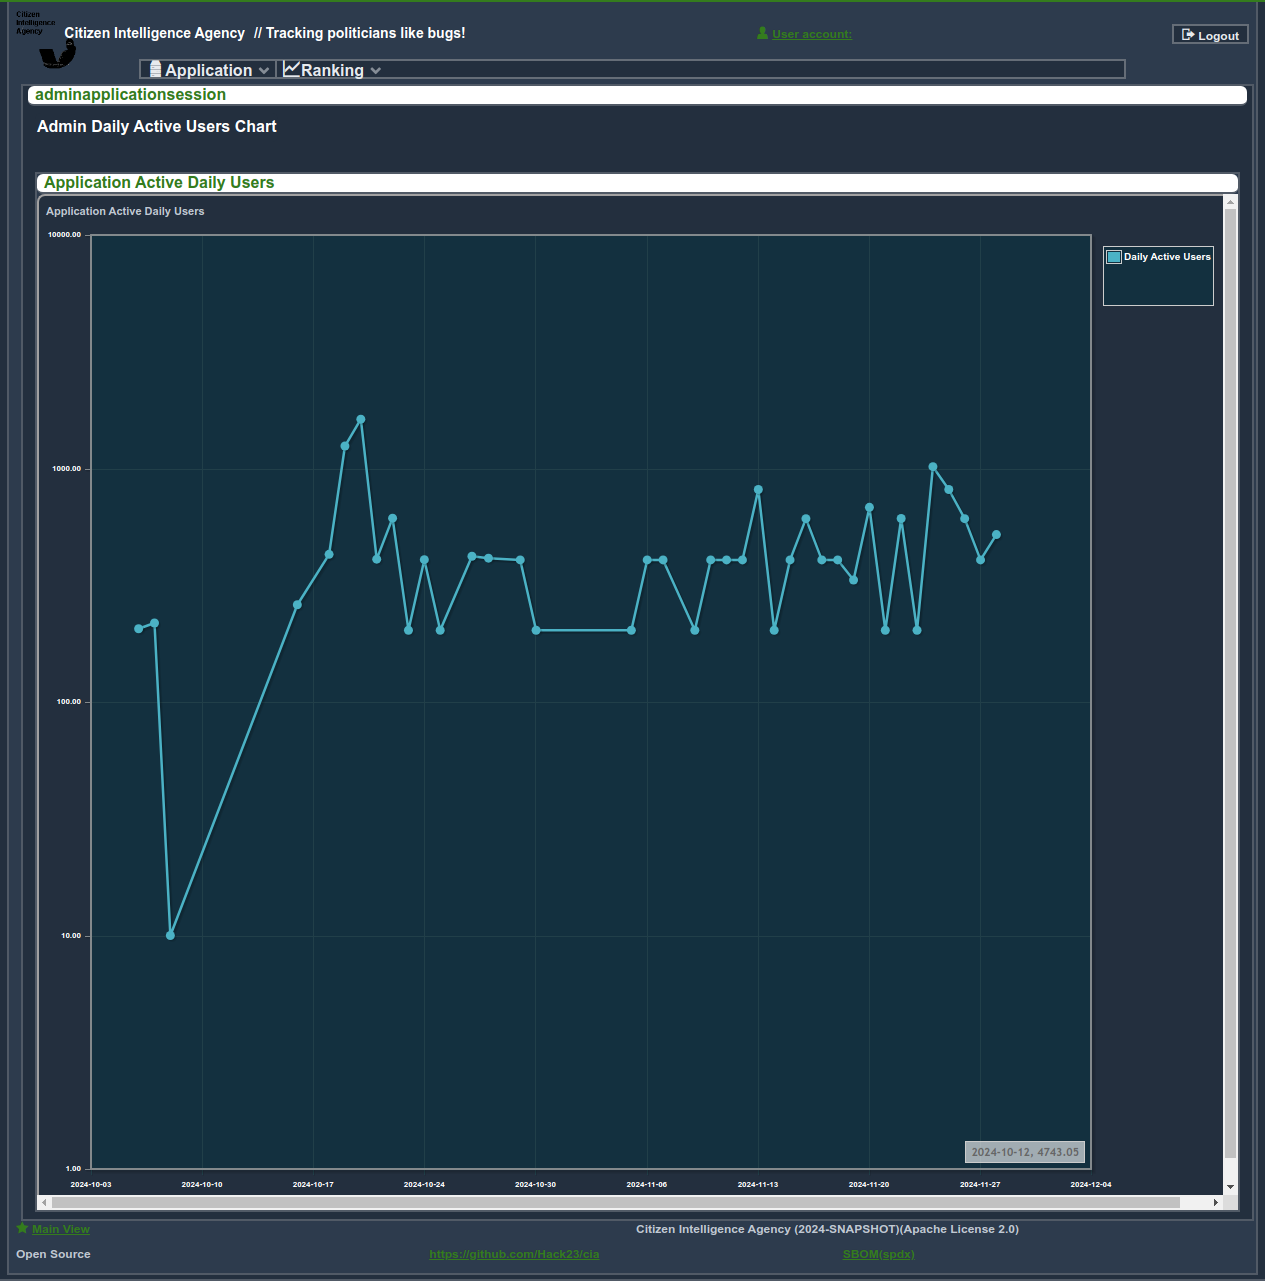 Citizen
Intelligence
Agency
Citizen Intelligence Agency // Tracking politicians like bugs!
User account:
Logout
Application
Ranking
adminapplicationsession
Admin Daily Active Users Chart
Application Active Daily Users
Application Active Daily Users
10000.00
Daily Active Users
1000.00
100.00
10.00
2024-10-12, 4743.05
1.00
2024-10-03 2024-10-10 2024-10-17 2024-10-24 2024-10-30 2024-11-06 2024-11-13 2024-11-20 2024-11-27 2024-12-04
Main View
Citizen Intelligence Agency (2024-SNAPSHOT)(Apache License 2.0)
Open Source
https://github.com/Hack23/cia
SBOM(spdx)